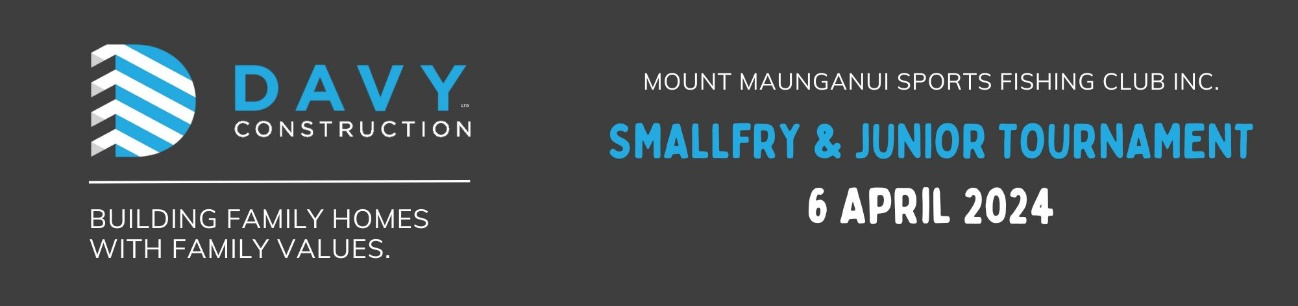 DAVY LTD
CONSTRUCTION
BUILDING FAMILY HOMES
WITH FAMILY VALUES.
MOUNT MAUNGANUI SPORTS FISHING CLUB INC.
SMALLFRY & JUNIOR TOURNAMENT
6 APRIL 2024